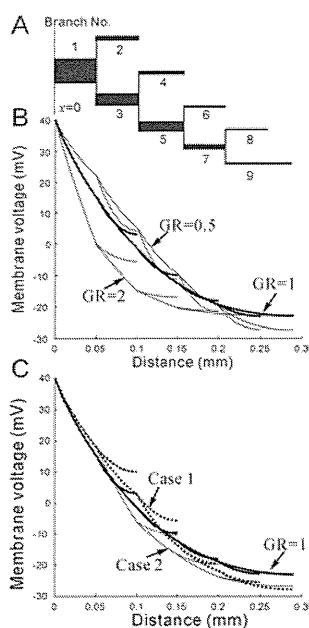 A
Branch No.
1
2
3
4
5
6
7
8
9
x=0
B
Membrane voltage (mV)
40
30
20
10
0
-10
-20
-30
GR=0.5
GR=1
GR=2
0
0.05
0.1
0.15
0.2
0.25
0.3
Distance (mm)
C
Membrane voltage (mV)
40
30
20
10
0
-10
-20
-30
Case 1
GR=1
Case 2
0
0.05
0.1
0.15
0.2
0.25
0.3
Distance (mm)